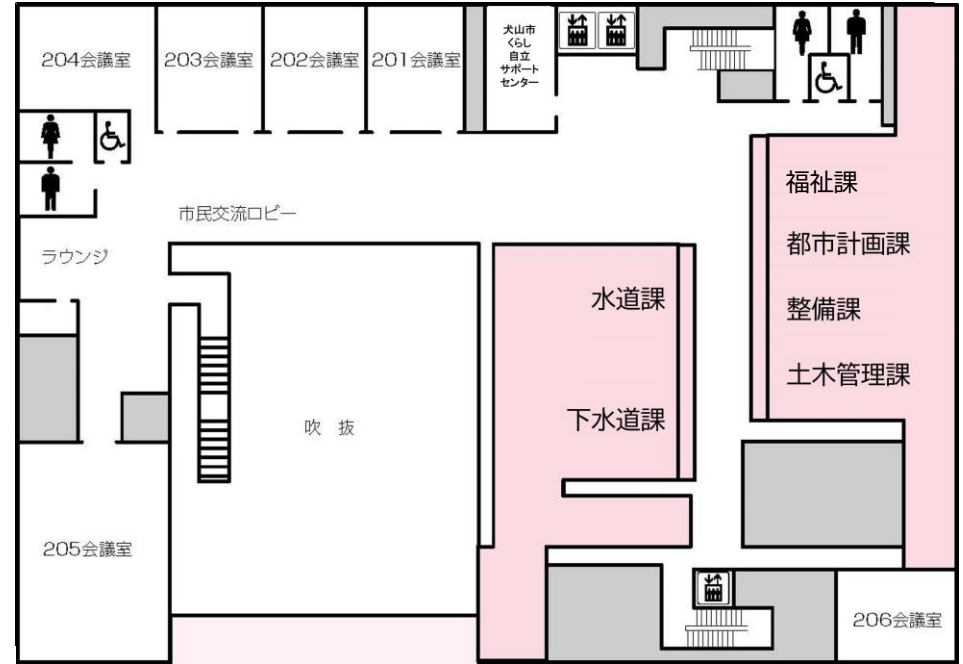 204会議室
203会議室
202会議室
201会議室
犬山市
くらし
自立
サポート
センター
市民交流ロビー
ラウンジ
福祉課
都市計画課
整備課
土木管理課
水道課
下水道課
吹 抜
205会議室
206会議室